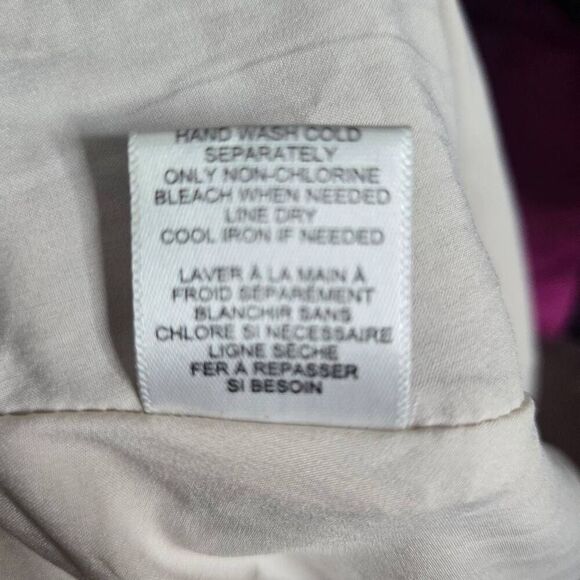 HAND WASH COLD
SEPARATELY
ONLY NON-CHLORINE
BLEACH WHEN NEEDED
LINE DRY
COOL IRON IF NEEDED
LAVER À LA MAIN À
FROID SÉPARÉMENT
BLANCHIR SANS
CHLORE SI NÉCESSAIRE
LIGNE SÈCHE
FER A REPASSER
SI BESOIN